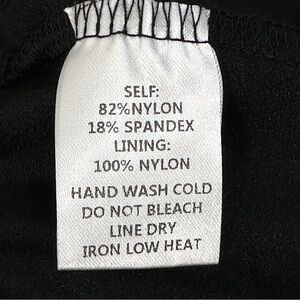 SELF:
82%NYLON
18% SPANDEX
LINING:
100% NYLON
HAND WASH COLD
DO NOT BLEACH
LINE DRY
IRON LOW HEAT